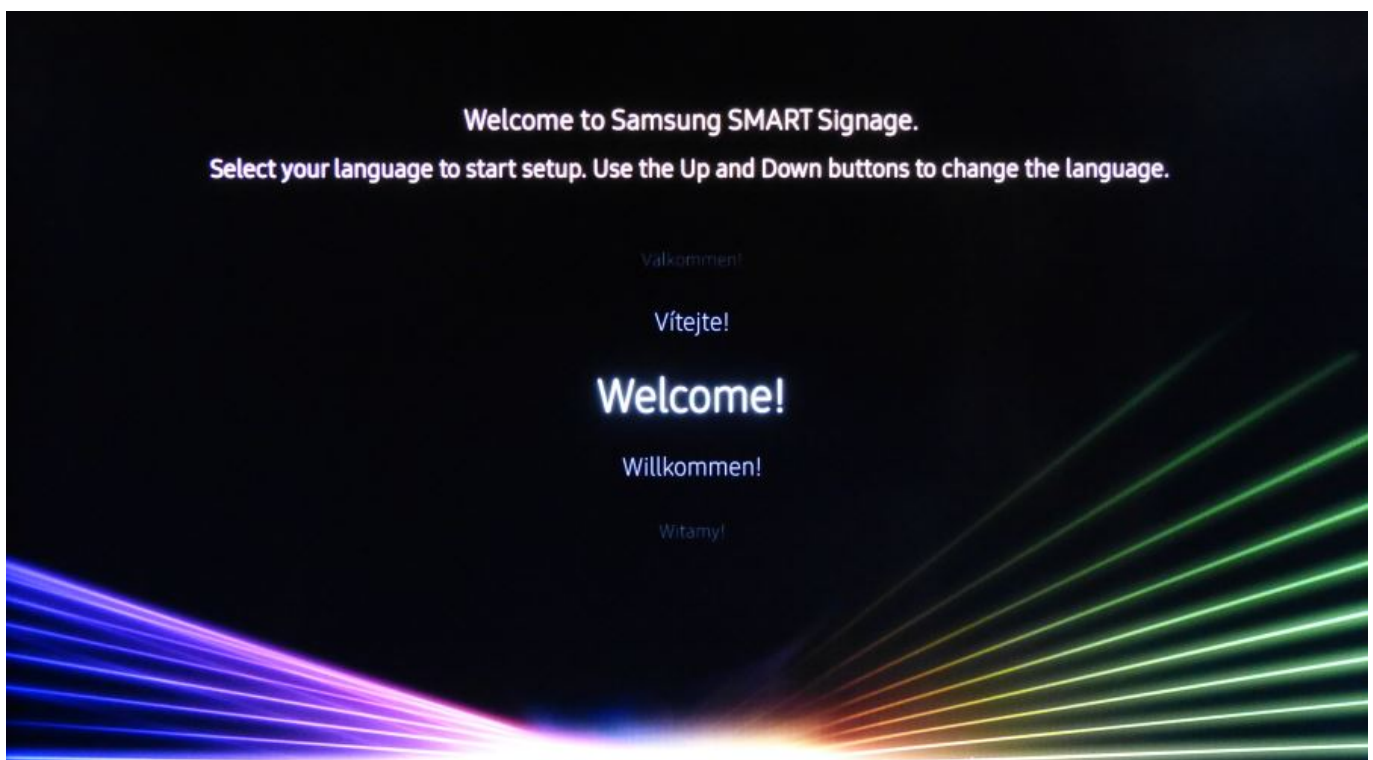 Welcome to Samsung SMART Signage.
Select your language to start setup. Use the Up and Down buttons to change the language.
Välkommen!
Vítejte!
Welcome!
Willkommen!
Witamy!